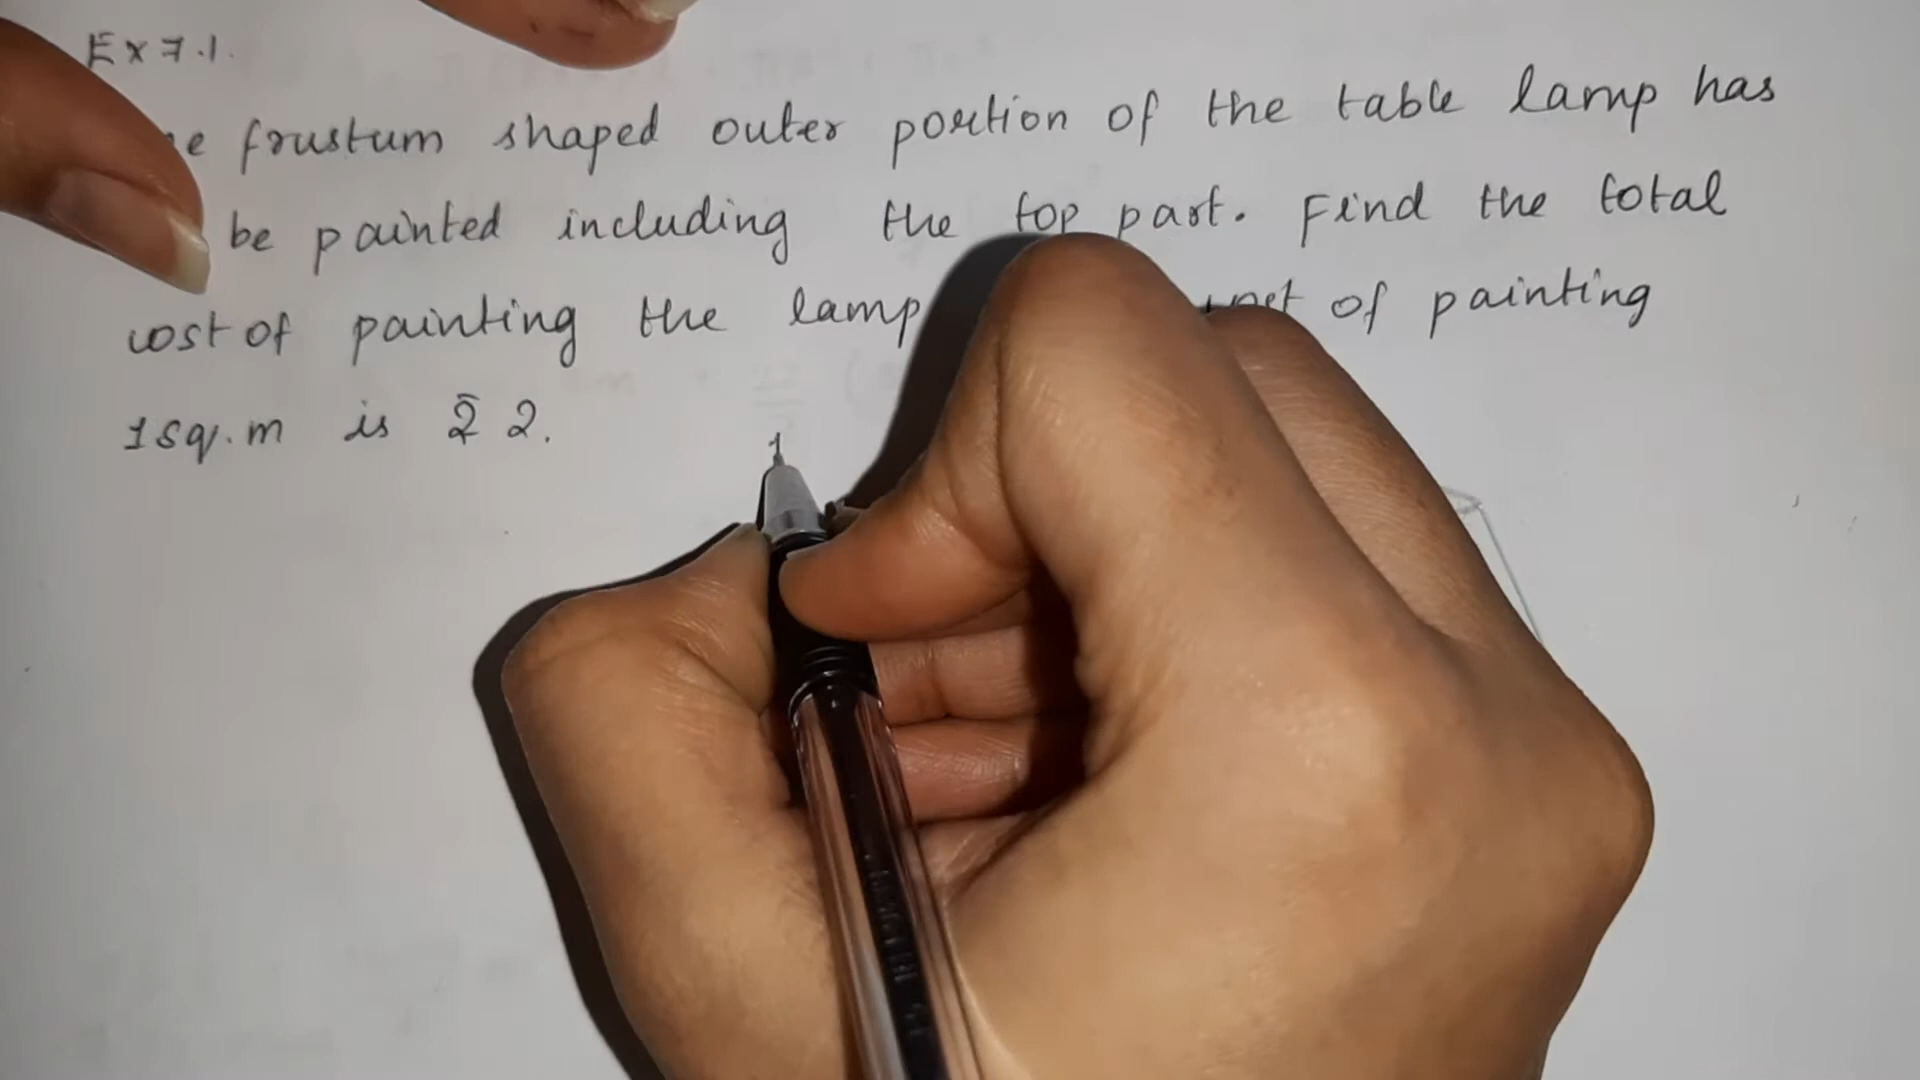 Ex 7.1.
frustum shaped outer portion of the table lamp has
be painted including the top part. Find the total
cost of painting the lamp of painting
1 sq. m is ₹ 2.
1